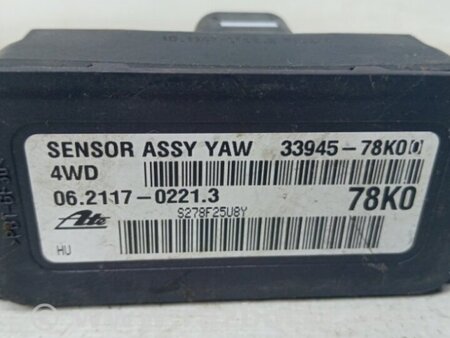 SENSOR ASSY YAW 33945-78K00
4WD
06.2117-0221.3
78K0
S278F25U8Y
Ate
HU